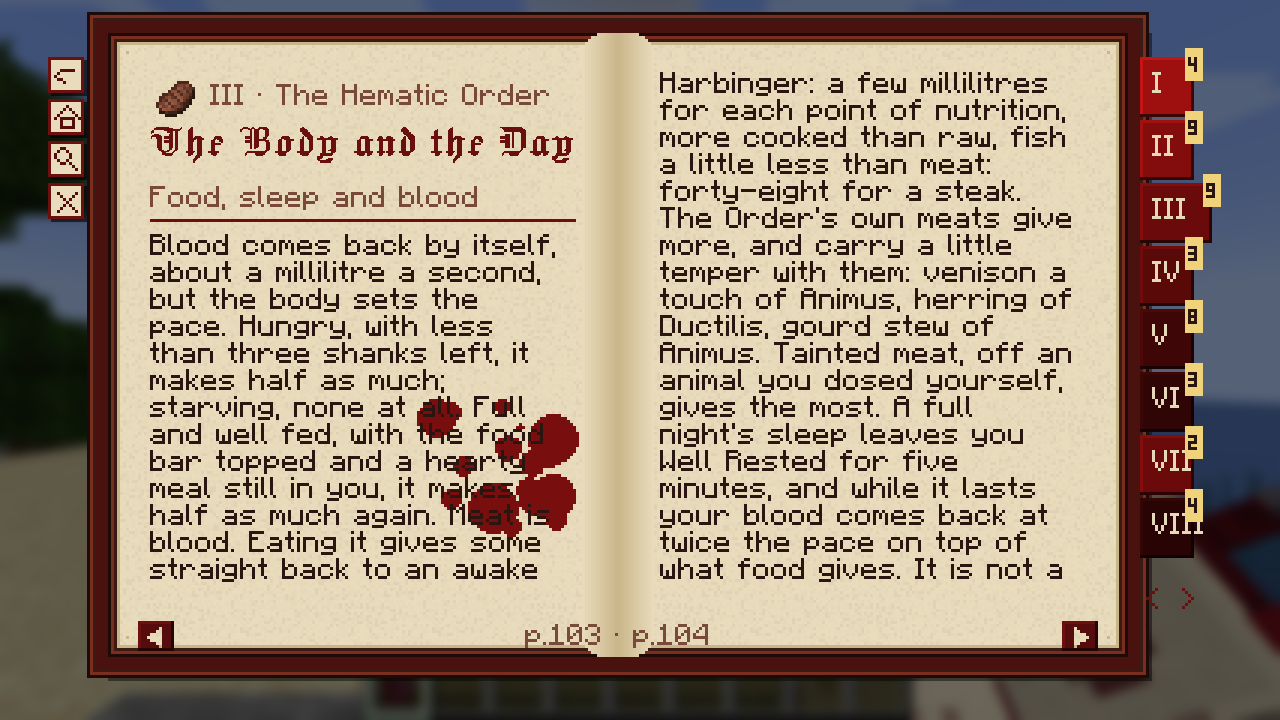 III · The Hematic Order
The Body and the Day
Food, sleep and blood
Blood comes back by itself,
about a millilitre a second,
but the body sets the
pace. Hungry, with less
than three shanks left, it
makes half as much;
starving, none at all. Full
and well fed, with the food
bar topped and a hearty
meal still in you, it makes
half as much again. Meat is
blood. Eating it gives some
straight back to an awake
Harbinger: a few millilitres
for each point of nutrition,
more cooked than raw, fish
a little less than meat:
forty-eight for a steak.
The Order's own meats give
more, and carry a little
temper with them: venison a
touch of Animus, herring of
Ductilis, gourd stew of
Animus. Tainted meat, off an
animal you dosed yourself,
gives the most. A full
night's sleep leaves you
Well Rested for five
minutes, and while it lasts
your blood comes back at
twice the pace on top of
what food gives. It is not a
p.103 · p.104
I 4
II 9
III 9
IV 3
V 8
VI 3
VII 2
VIII 4